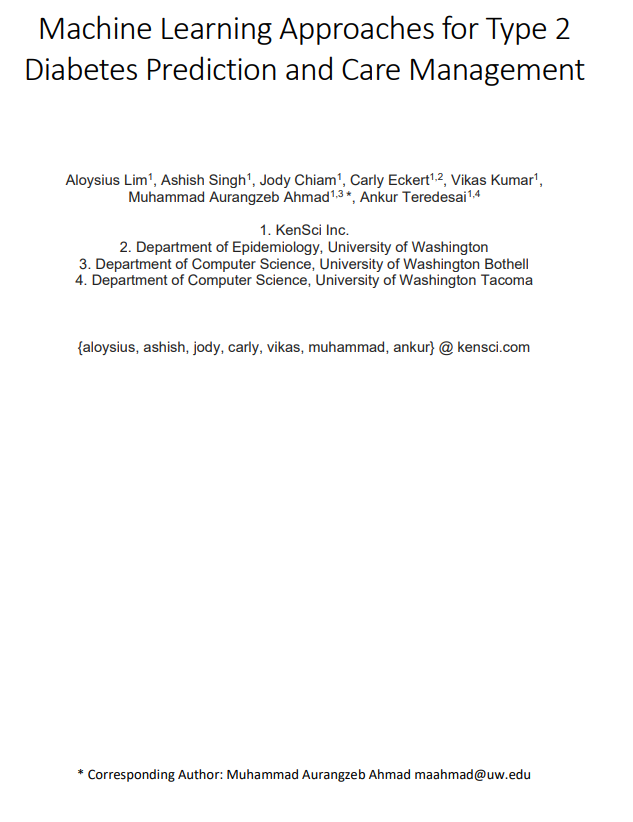 Machine Learning Approaches for Type 2
Diabetes Prediction and Care Management
Aloysius Lim¹, Ashish Singh¹, Jody Chiam¹, Carly Eckert¹,², Vikas Kumar¹,
Muhammad Aurangzeb Ahmad¹,³ *, Ankur Teredesai¹,⁴
1. KenSci Inc.
2. Department of Epidemiology, University of Washington
3. Department of Computer Science, University of Washington Bothell
4. Department of Computer Science, University of Washington Tacoma
{aloysius, ashish, jody, carly, vikas, muhammad, ankur} @ kensci.com
* Corresponding Author: Muhammad Aurangzeb Ahmad maahmad@uw.edu